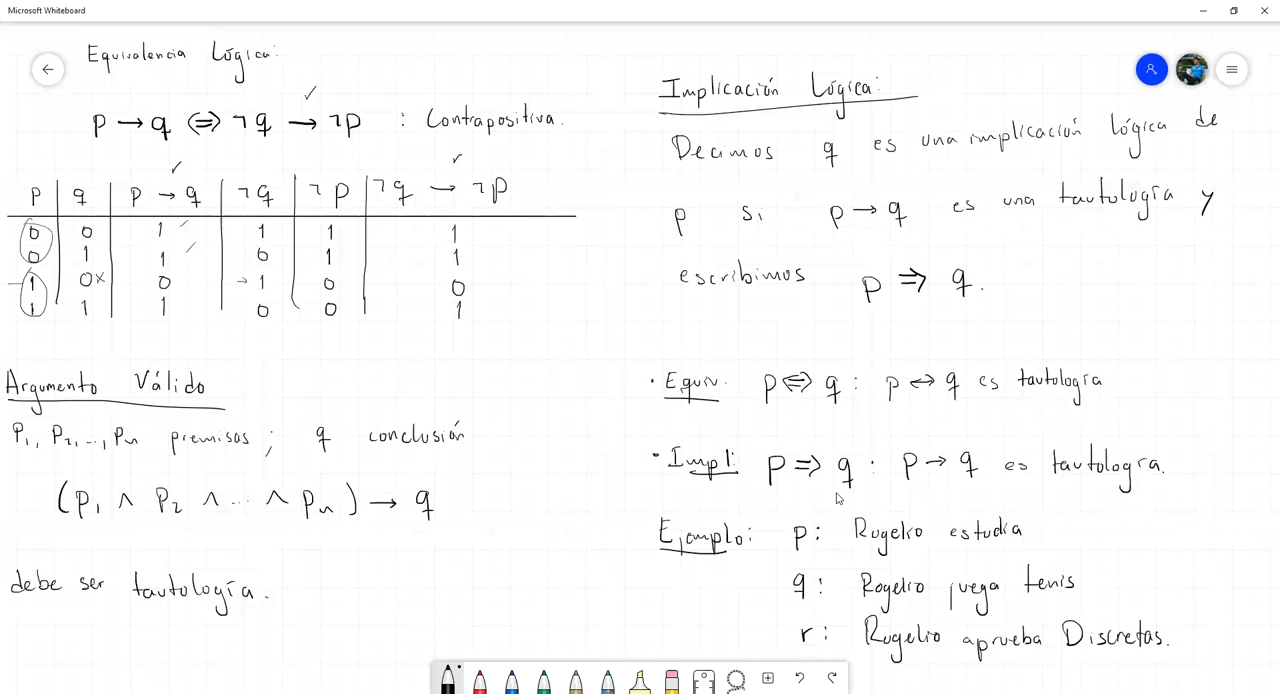 Microsoft Whiteboard
Equivalencia Lógica:
p → q ⟺ ¬q → ¬p : Contrapositiva.
p | q | p → q | ¬q | ¬p | ¬q → ¬p
0 | 0 | 1 | 1 | 1 | 1
0 | 1 | 1 | 0 | 1 | 1
1 | 0 | 0 | 1 | 0 | 0
1 | 1 | 1 | 0 | 0 | 1
Argumento Válido
P₁, P₂, ..., Pn premisas ; q conclusión
(p₁ ∧ p₂ ∧ ... ∧ pn) → q
debe ser tautología.
Implicación Lógica:
Decimos q es una implicación lógica de
p si p → q es una tautología y
escribimos p ⇒ q.
· Equiv. p ⟺ q : p ↔ q es tautología
· Impl: p ⇒ q : p → q es tautología.
Ejemplo: p: Rogelio estudia
q: Rogelio juega tenis
r: Rogelio aprueba Discretas.